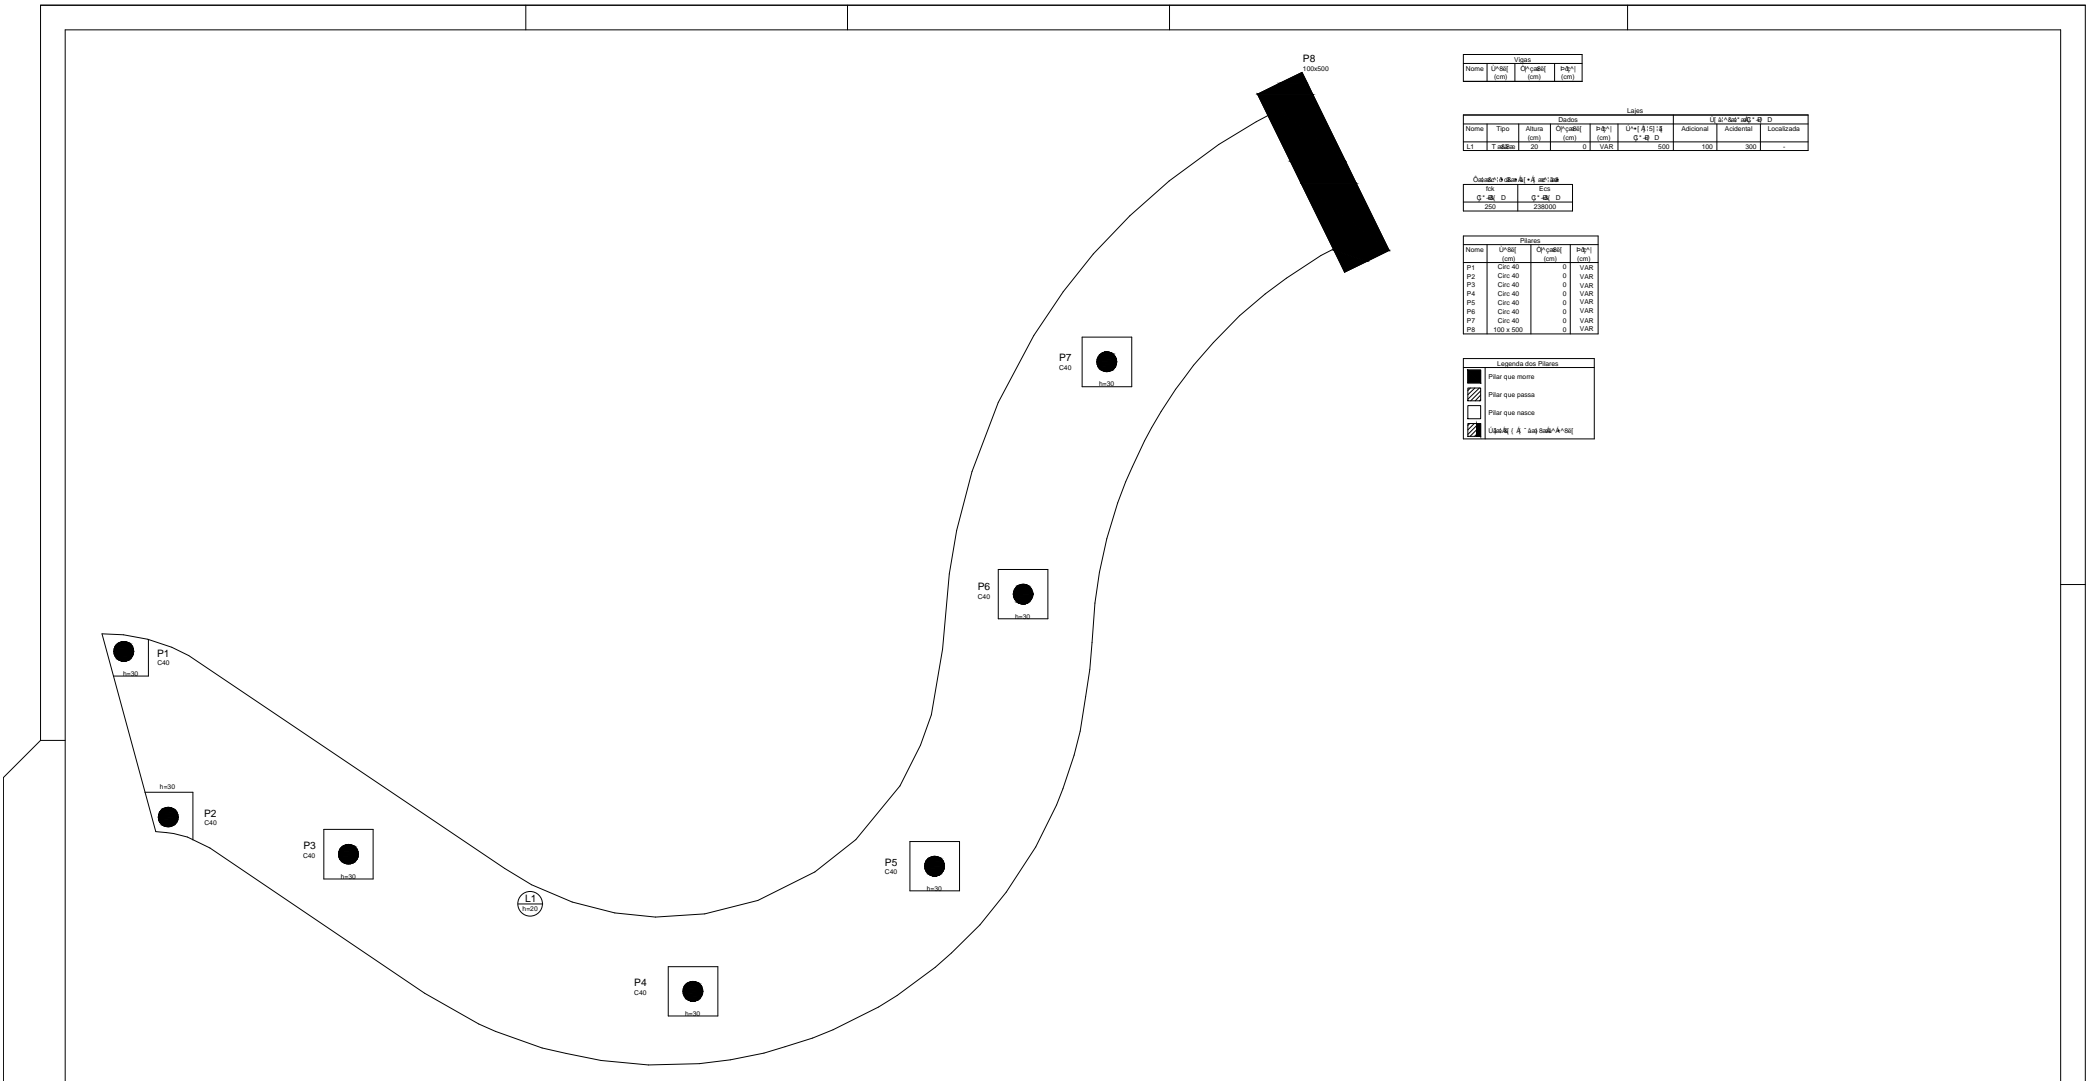 P8
100x500
P7
C40
h=30
P6
C40
h=30
P1
C40
h=30
h=30
P2
C40
P3
C40
h=30
L1
h=20
P5
C40
h=30
P4
C40
h=30
Vigas
Nome
(cm) (cm) (cm)
Lajes
Dados
Nome Tipo Altura Adicional Acidental Localizada
(cm) (cm) (cm)
L1 20 0 VAR 500 100 300 -
fck Ecs
250 238000
Pilares
Nome
(cm) (cm) (cm)
P1 Circ 40 0 VAR
P2 Circ 40 0 VAR
P3 Circ 40 0 VAR
P4 Circ 40 0 VAR
P5 Circ 40 0 VAR
P6 Circ 40 0 VAR
P7 Circ 40 0 VAR
P8 100 x 500 0 VAR
Legenda dos Pilares
Pilar que morre
Pilar que passa
Pilar que nasce